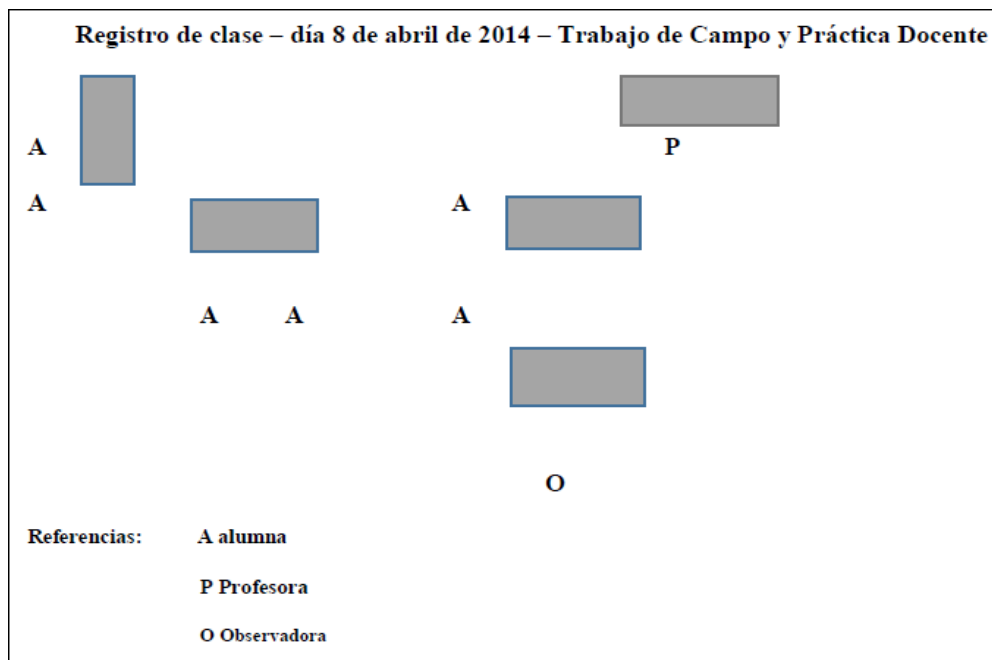 Registro de clase – día 8 de abril de 2014 – Trabajo de Campo y Práctica Docente
A P
A A
A A A
O
Referencias: A alumna
P Profesora
O Observadora